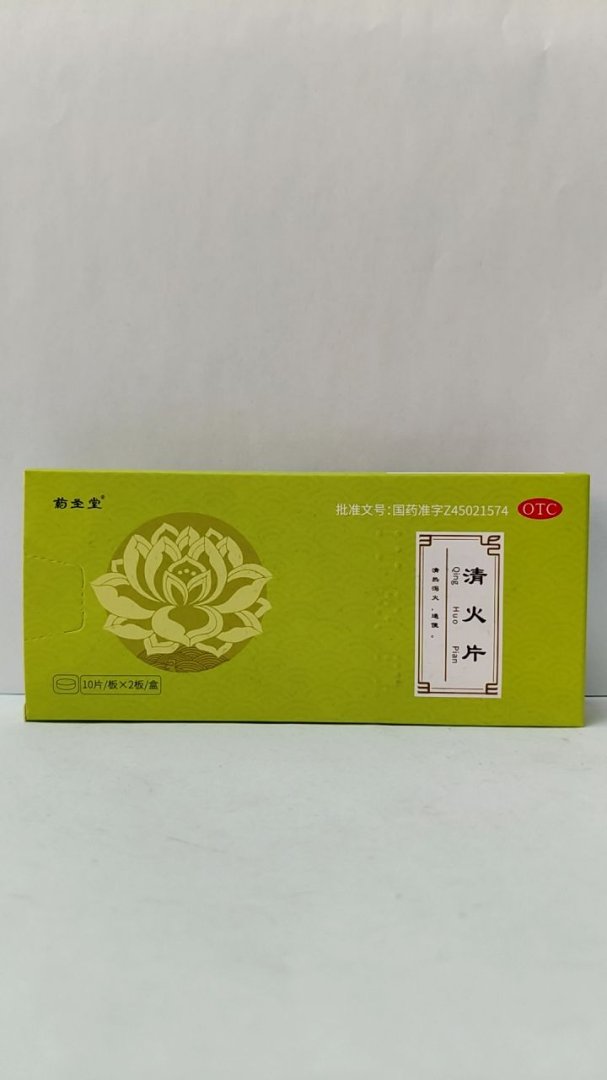 药圣堂®
批准文号：国药准字Z45021574
OTC
清火片
Qing Huo Pian
清热泻火，通便。
10片/板×2板/盒